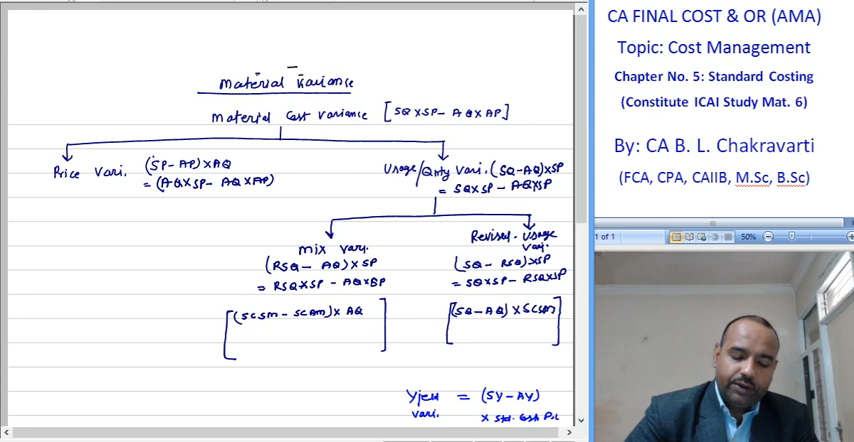 CA FINAL COST & OR (AMA)
Topic: Cost Management
Chapter No. 5: Standard Costing
(Constitute ICAI Study Mat. 6)
By: CA B. L. Chakravarti
(FCA, CPA, CAIIB, M.Sc, B.Sc)
1 of 1
50%
Material Variance
Material Cost Variance [SQ×SP - AQ×AP]
Price Vari. (SP-AP)×AQ
= (AQ×SP - AQ×AP)
Usage/Qnty Vari. (SQ-AQ)×SP
= SQ×SP - AQ×SP
mix Vari.
(RSQ - AQ)×SP
= RSQ×SP - AQ×SP
[(SCSM - SCAM)× AQ]
Revised. Usage
Vari.
(SQ - RSQ)×SP
= SQ×SP - RSQ×SP
[(SQ-AQ)×SCSM]
Yield = (SY-AY)
Vari. × Std.